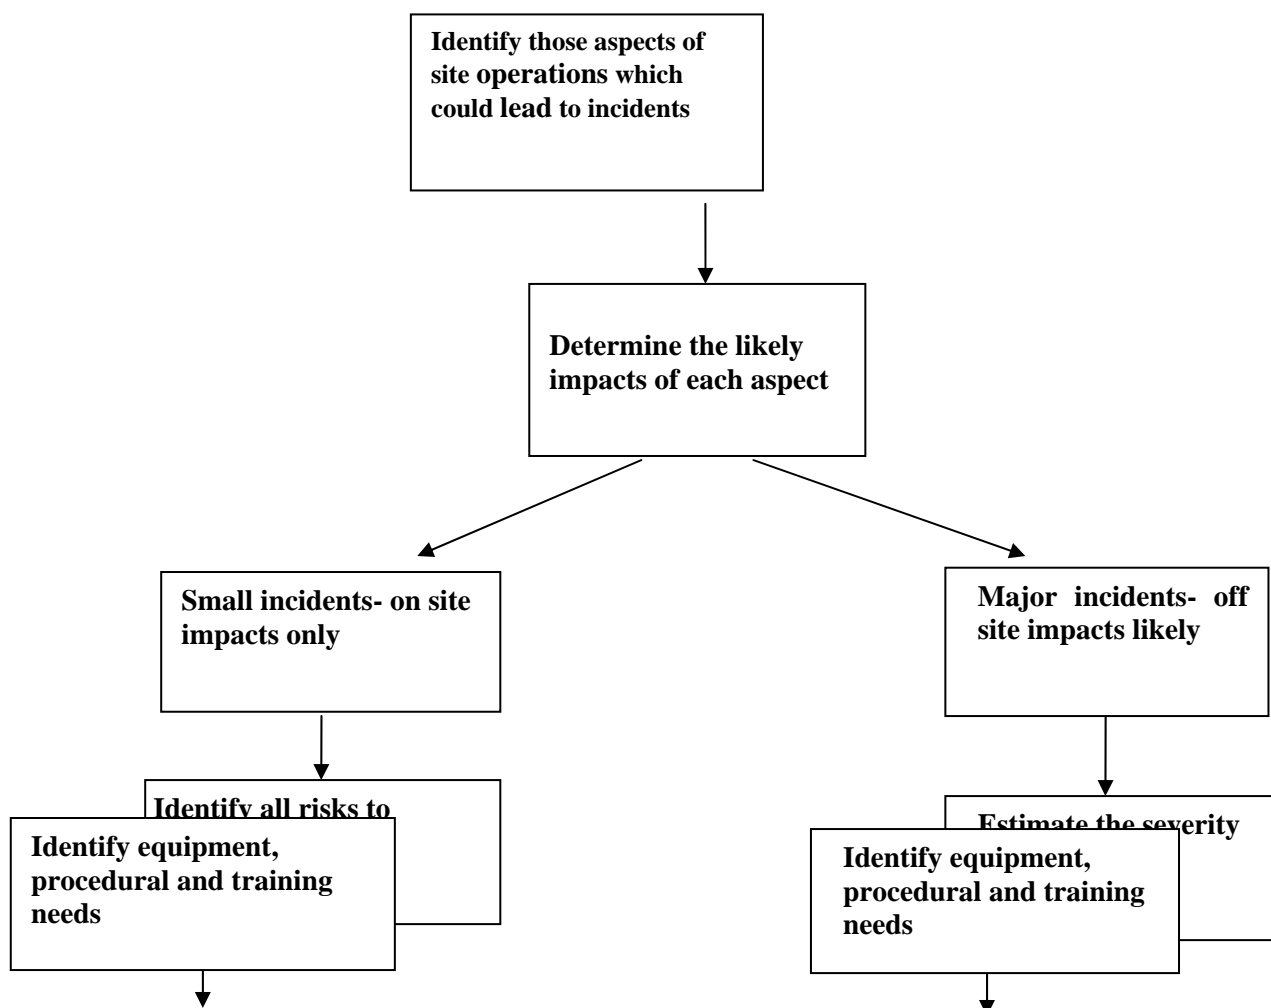 Identify those aspects of
site operations which
could lead to incidents
Determine the likely
impacts of each aspect
Small incidents- on site
impacts only
Major incidents- off
site impacts likely
Identify all risks to
Identify equipment,
procedural and training
needs
Estimate the severity
Identify equipment,
procedural and training
needs